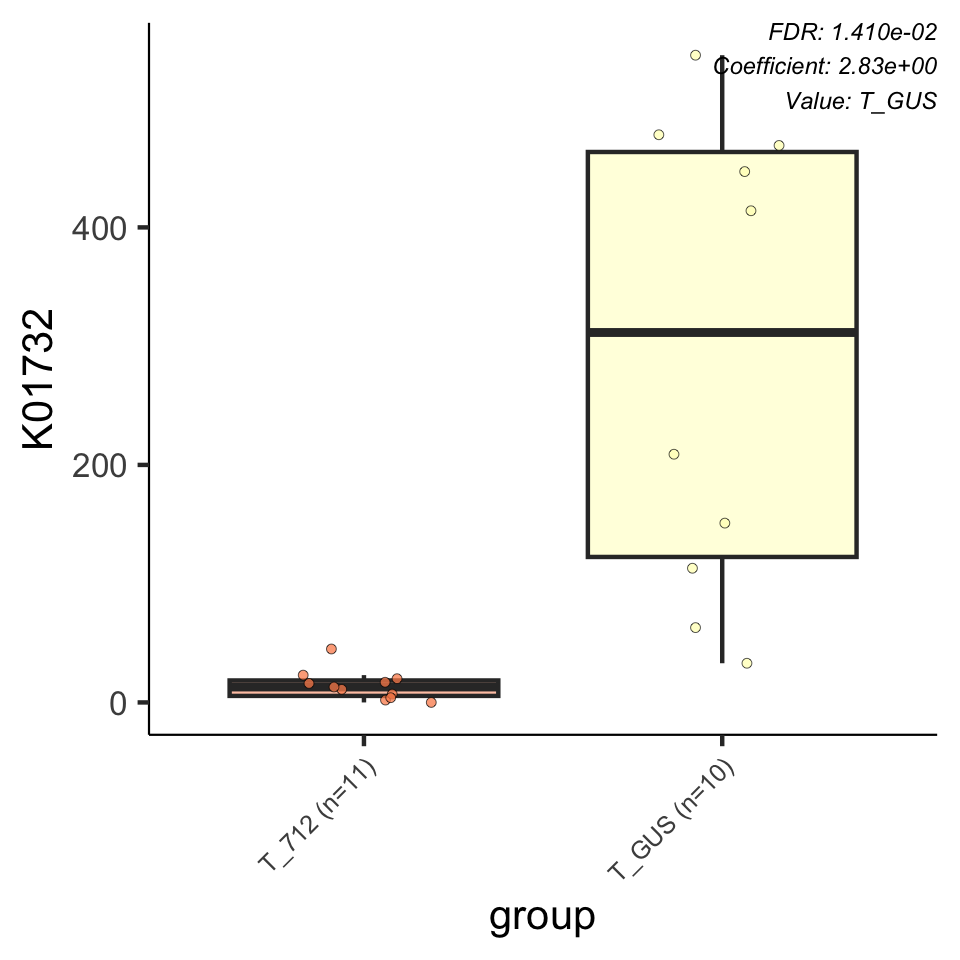 FDR: 1.410e-02
Coefficient: 2.83e+00
Value: T_GUS
K01732
400
200
0
T_712 (n=11)
T_GUS (n=10)
group